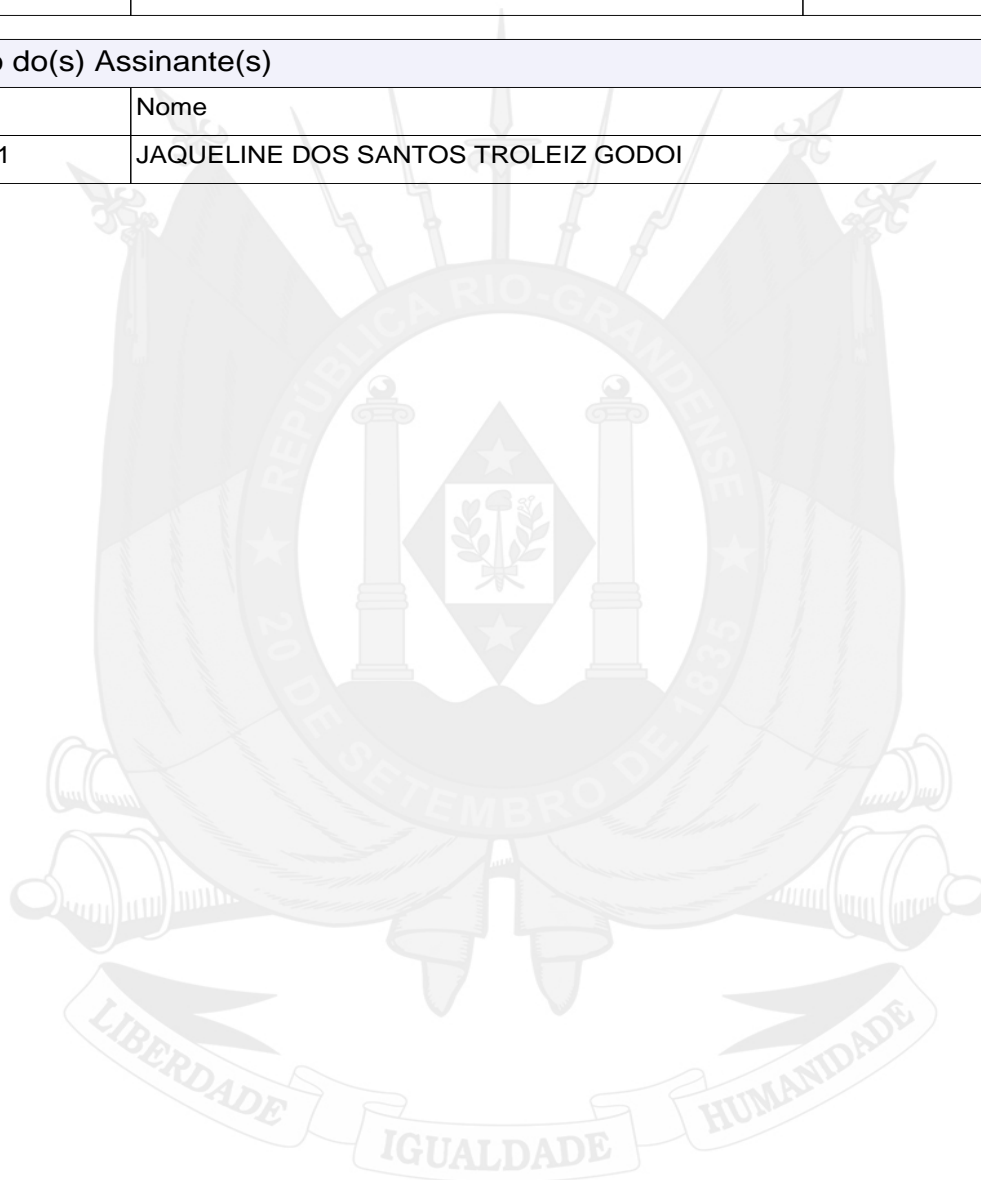 o do(s) Assinante(s)
Nome
1 JAQUELINE DOS SANTOS TROLEIZ GODOI
REPÚBLICA RIO-GRANDENSE
★ 20 DE SETEMBRO DE 1835 ★
LIBERDADE
IGUALDADE
HUMANIDADE